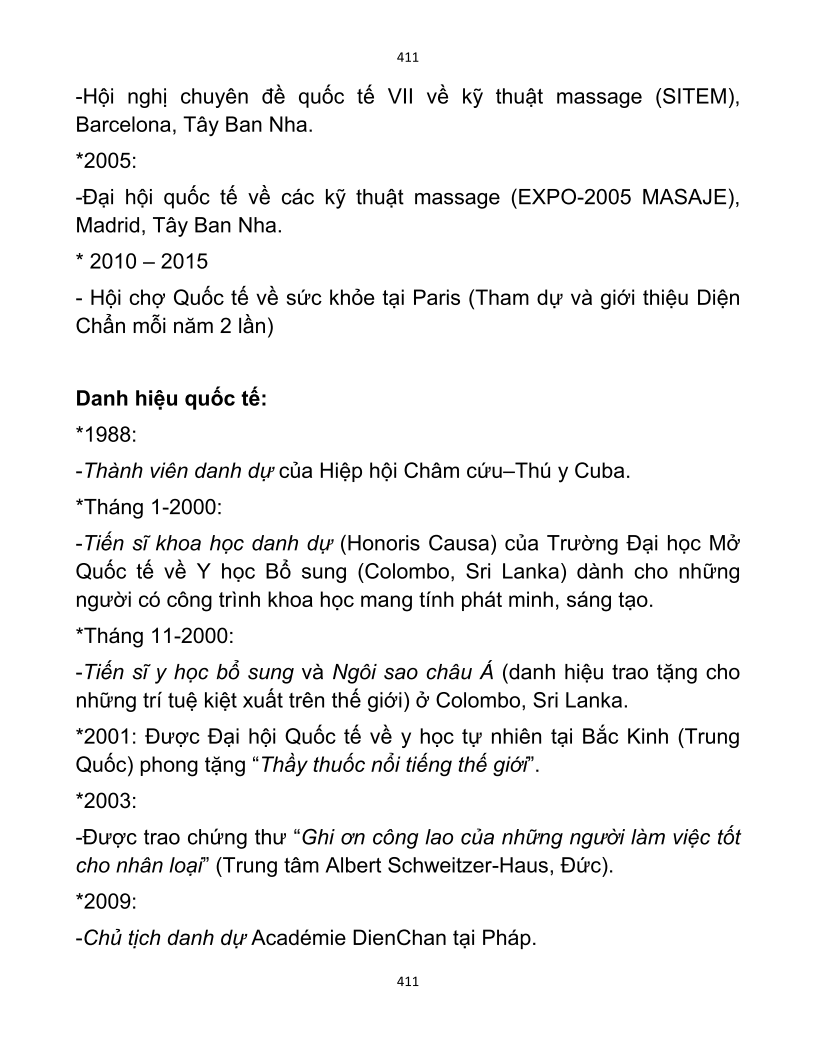 411
-Hội nghị chuyên đề quốc tế VII về kỹ thuật massage (SITEM),
Barcelona, Tây Ban Nha.
*2005:
-Đại hội quốc tế về các kỹ thuật massage (EXPO-2005 MASAJE),
Madrid, Tây Ban Nha.
* 2010 – 2015
- Hội chợ Quốc tế về sức khỏe tại Paris (Tham dự và giới thiệu Diện
Chẩn mỗi năm 2 lần)
Danh hiệu quốc tế:
*1988:
-Thành viên danh dự của Hiệp hội Châm cứu–Thú y Cuba.
*Tháng 1-2000:
-Tiến sĩ khoa học danh dự (Honoris Causa) của Trường Đại học Mở
Quốc tế về Y học Bổ sung (Colombo, Sri Lanka) dành cho những
người có công trình khoa học mang tính phát minh, sáng tạo.
*Tháng 11-2000:
-Tiến sĩ y học bổ sung và Ngôi sao châu Á (danh hiệu trao tặng cho
những trí tuệ kiệt xuất trên thế giới) ở Colombo, Sri Lanka.
*2001: Được Đại hội Quốc tế về y học tự nhiên tại Bắc Kinh (Trung
Quốc) phong tặng “Thầy thuốc nổi tiếng thế giới”.
*2003:
-Được trao chứng thư “Ghi ơn công lao của những người làm việc tốt
cho nhân loại” (Trung tâm Albert Schweitzer-Haus, Đức).
*2009:
-Chủ tịch danh dự Académie DienChan tại Pháp.
411